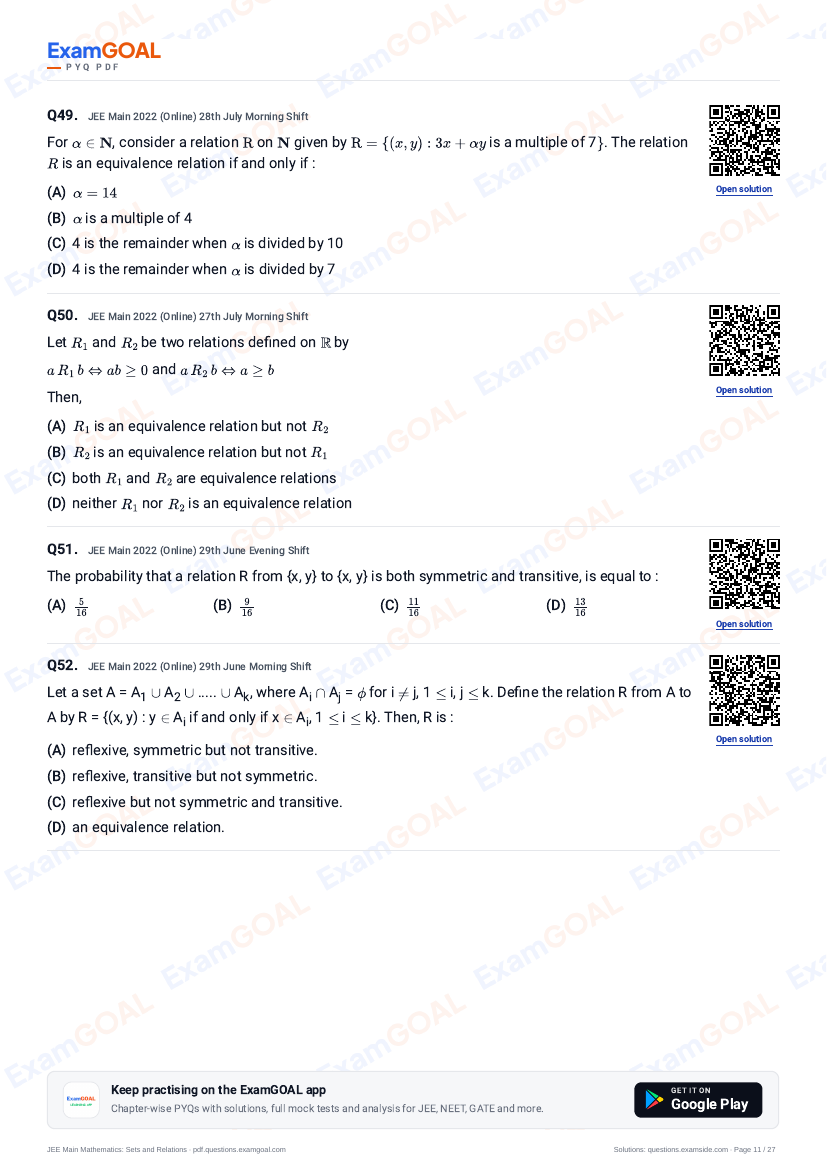 ExamGOAL
PYQ PDF
Q49. JEE Main 2022 (Online) 28th July Morning Shift
For α ∈ N, consider a relation R on N given by R = {(x, y) : 3x + αy is a multiple of 7}. The relation
R is an equivalence relation if and only if :
(A) α = 14
(B) α is a multiple of 4
(C) 4 is the remainder when α is divided by 10
(D) 4 is the remainder when α is divided by 7
Open solution
Q50. JEE Main 2022 (Online) 27th July Morning Shift
Let R₁ and R₂ be two relations defined on ℝ by
a R₁ b ⇔ ab ≥ 0 and a R₂ b ⇔ a ≥ b
Then,
(A) R₁ is an equivalence relation but not R₂
(B) R₂ is an equivalence relation but not R₁
(C) both R₁ and R₂ are equivalence relations
(D) neither R₁ nor R₂ is an equivalence relation
Open solution
Q51. JEE Main 2022 (Online) 29th June Evening Shift
The probability that a relation R from {x, y} to {x, y} is both symmetric and transitive, is equal to :
(A) 5/16 (B) 9/16 (C) 11/16 (D) 13/16
Open solution
Q52. JEE Main 2022 (Online) 29th June Morning Shift
Let a set A = A₁ ∪ A₂ ∪ ..... ∪ Aₖ, where Aᵢ ∩ Aⱼ = ϕ for i ≠ j, 1 ≤ i, j ≤ k. Define the relation R from A to
A by R = {(x, y) : y ∈ Aᵢ if and only if x ∈ Aᵢ, 1 ≤ i ≤ k}. Then, R is :
(A) reflexive, symmetric but not transitive.
(B) reflexive, transitive but not symmetric.
(C) reflexive but not symmetric and transitive.
(D) an equivalence relation.
Open solution
ExamGOAL
Keep practising on the ExamGOAL app
Chapter-wise PYQs with solutions, full mock tests and analysis for JEE, NEET, GATE and more.
GET IT ON
Google Play
JEE Main Mathematics: Sets and Relations · pdf.questions.examgoal.com
Solutions: questions.examside.com · Page 11 / 27